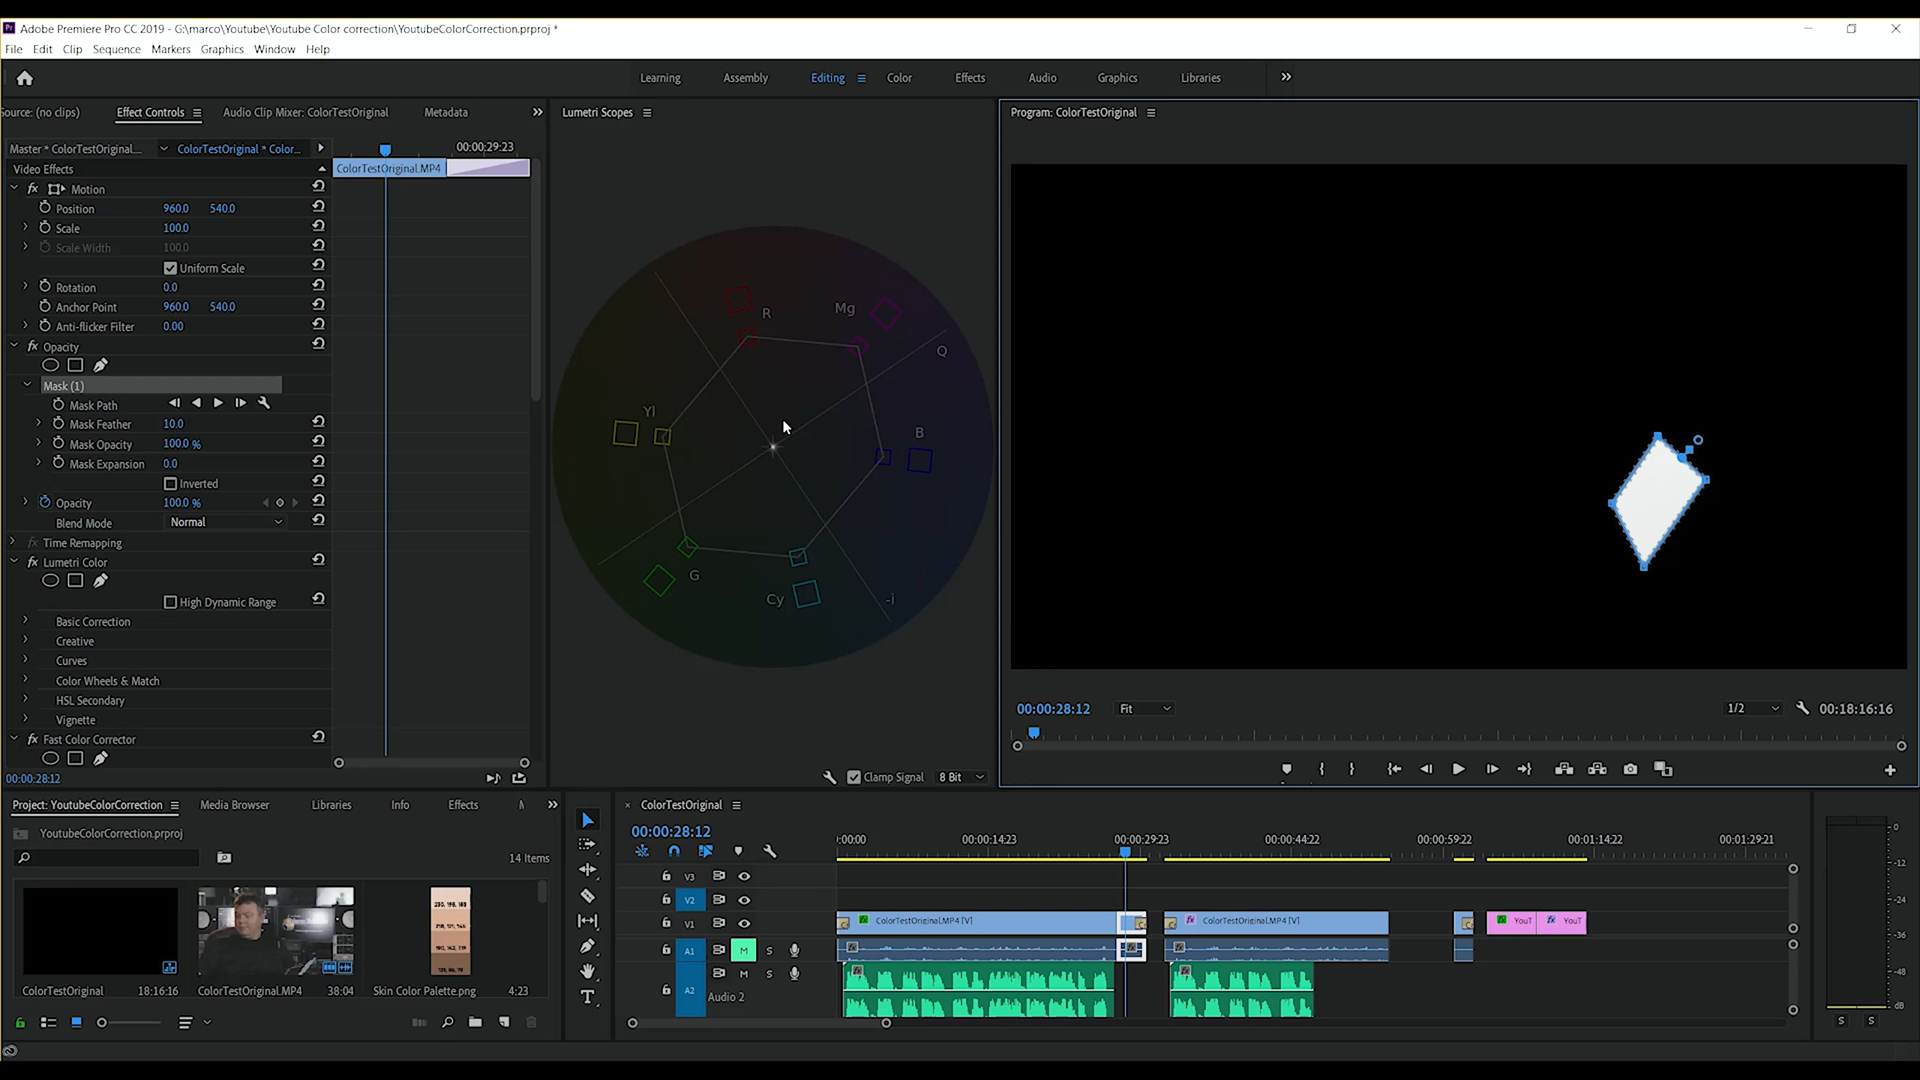 Adobe Premiere Pro CC 2019 - G:\marco\Youtube\Youtube Color correction\YoutubeColorCorrection.prproj *
File Edit Clip Sequence Markers Graphics Window Help
Learning Assembly Editing Color Effects Audio Graphics Libraries
Source: (no clips) Effect Controls Audio Clip Mixer: ColorTestOriginal Metadata
Lumetri Scopes
Program: ColorTestOriginal
Master * ColorTestOriginal.... ColorTestOriginal * Color...
00:00:29:23
Video Effects
ColorTestOriginal.MP4
fx Motion
Position 960.0 540.0
Scale 100.0
Scale Width 100.0
Uniform Scale
Rotation 0.0
Anchor Point 960.0 540.0
Anti-flicker Filter 0.00
fx Opacity
Mask (1)
Mask Path
Mask Feather 10.0
Mask Opacity 100.0 %
Mask Expansion 0.0
Inverted
Opacity 100.0 %
Blend Mode Normal
fx Time Remapping
fx Lumetri Color
High Dynamic Range
Basic Correction
Creative
Curves
Color Wheels & Match
HSL Secondary
Vignette
fx Fast Color Corrector
00:00:28:12
R
Mg
Q
Yl
B
G
Cy
-i
Clamp Signal 8 Bit
00:00:28:12 Fit 1/2 00:18:16:16
Project: YoutubeColorCorrection Media Browser Libraries Info Effects
YoutubeColorCorrection.prproj
14 Items
ColorTestOriginal 18:16:16
ColorTestOriginal.MP4 38:04
Skin Color Palette.png 4:23
ColorTestOriginal
00:00:28:12
:00:00 00:00:14:23 00:00:29:23 00:00:44:22 00:00:59:22 00:01:14:22 00:01:29:21
V3
V2
V1 ColorTestOriginal.MP4 [V] ColorTestOriginal.MP4 [V] YouT YouT
A1 M S
A2 M S
Audio 2
0
-12
-24
-36
-48
dB
S S